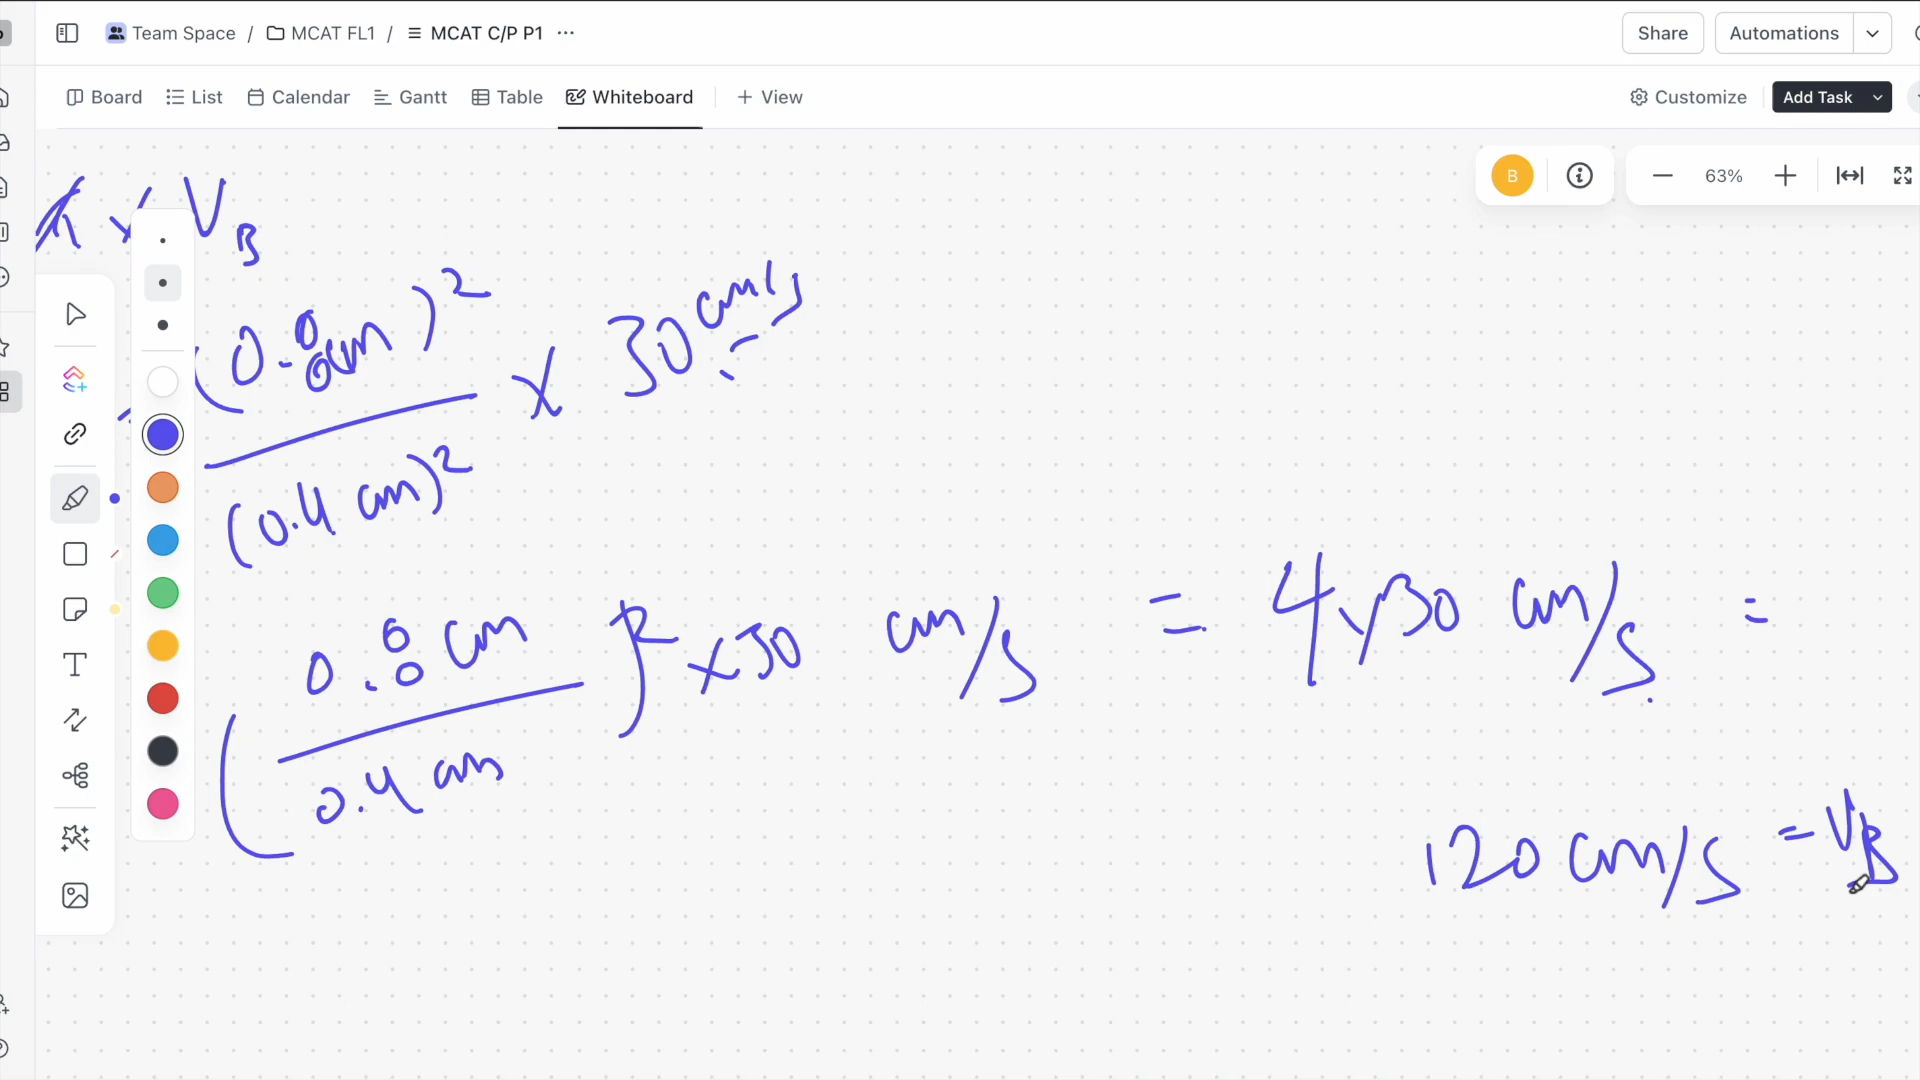 Team Space / MCAT FL1 / MCAT C/P P1 ...
Share
Automations
Board
List
Calendar
Gantt
Table
Whiteboard
+ View
Customize
Add Task
B
63%
π × V_B
(0.8cm)² × 30 cm/s
(0.4 cm)²
(0.8 cm)² × 30 cm/s = 4 × 30 cm/s =
0.4 cm
120 cm/s = V_B
T